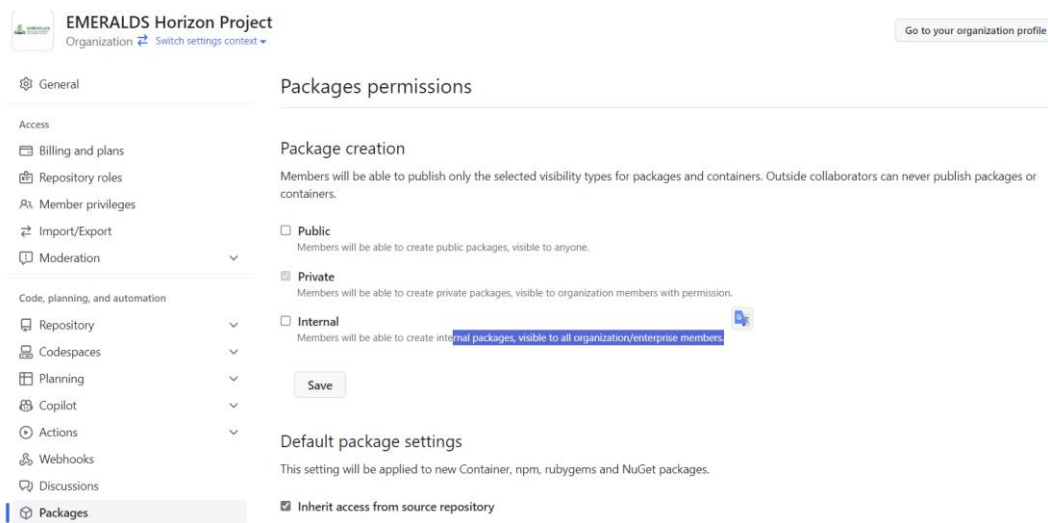 EMERALDS Horizon Project
Organization Switch settings context
Go to your organization profile
General
Access
Billing and plans
Repository roles
Member privileges
Import/Export
Moderation
Code, planning, and automation
Repository
Codespaces
Planning
Copilot
Actions
Webhooks
Discussions
Packages
Packages permissions
Package creation
Members will be able to publish only the selected visibility types for packages and containers. Outside collaborators can never publish packages or
containers.
Public
Members will be able to create public packages, visible to anyone.
Private
Members will be able to create private packages, visible to organization members with permission.
Internal
Members will be able to create internal packages, visible to all organization/enterprise members.
Save
Default package settings
This setting will be applied to new Container, npm, rubygems and NuGet packages.
Inherit access from source repository